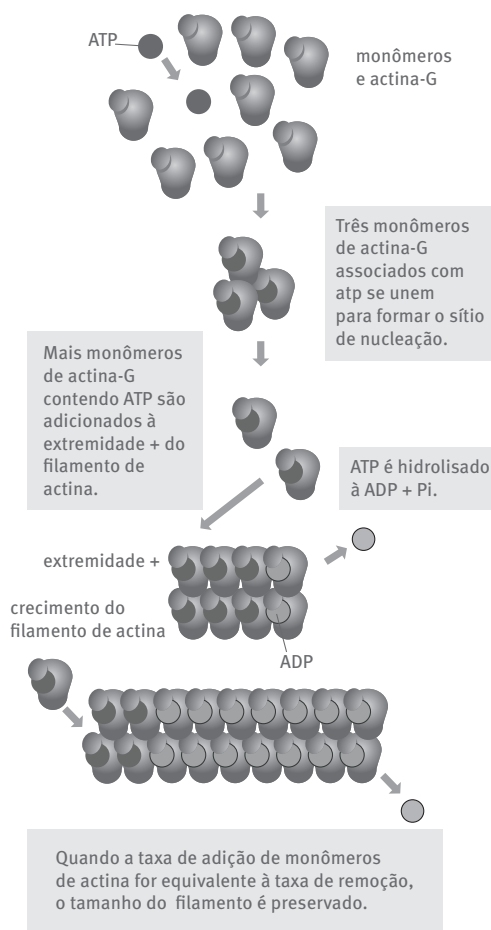 ATP
monômeros
e actina-G
Três monômeros
de actina-G
associados com
atp se unem
para formar o sítio
de nucleação.
Mais monômeros
de actina-G
contendo ATP são
adicionados à
extremidade + do
filamento de
actina.
ATP é hidrolisado
à ADP + Pi.
extremidade +
crecimento do
filamento de actina
ADP
Quando a taxa de adição de monômeros
de actina for equivalente à taxa de remoção,
o tamanho do filamento é preservado.